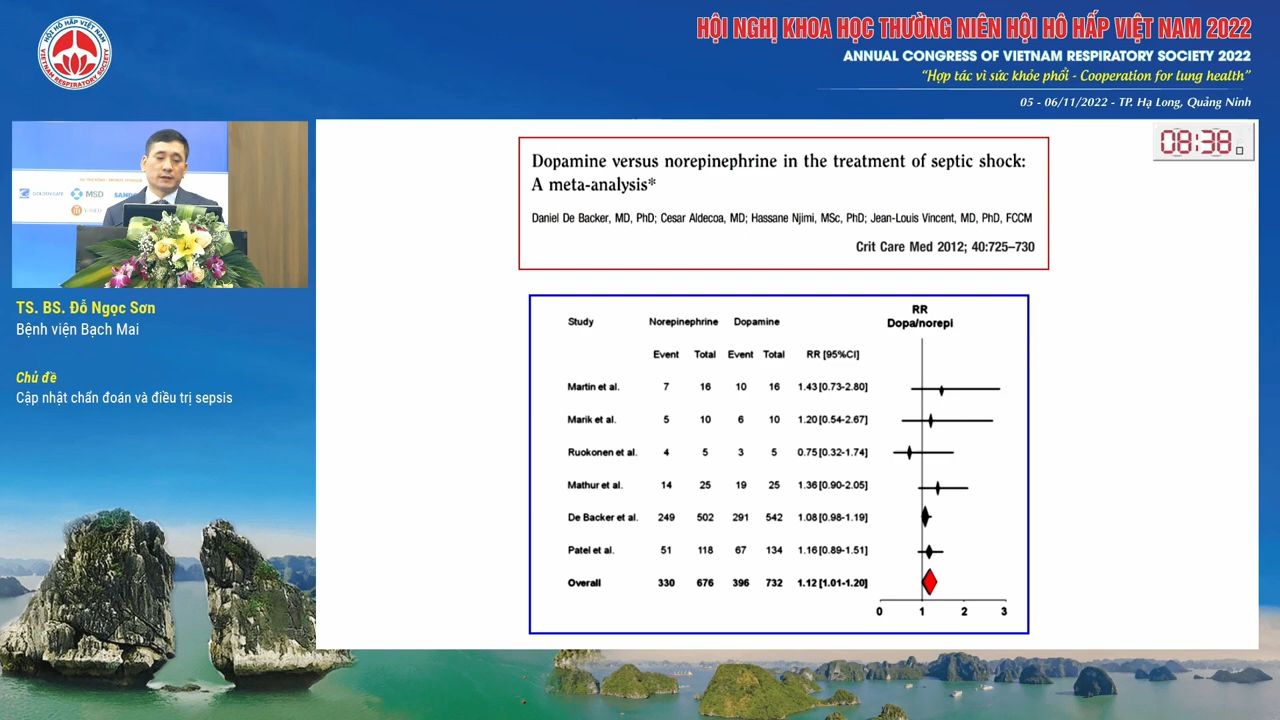 HỘI HÔ HẤP VIỆT NAM
VIETNAM RESPIRATORY SOCIETY
HỘI NGHỊ KHOA HỌC THƯỜNG NIÊN HỘI HÔ HẤP VIỆT NAM 2022
ANNUAL CONGRESS OF VIETNAM RESPIRATORY SOCIETY 2022
“Hợp tác vì sức khỏe phổi - Cooperation for lung health”
05 - 06/11/2022 - TP. Hạ Long, Quảng Ninh
08:38
MSD
TS. BS. Đỗ Ngọc Sơn
Bệnh viện Bạch Mai
Chủ đề
Cập nhật chẩn đoán và điều trị sepsis
Dopamine versus norepinephrine in the treatment of septic shock:
A meta-analysis*
Daniel De Backer, MD, PhD; Cesar Aldecoa, MD; Hassane Njimi, MSc, PhD; Jean-Louis Vincent, MD, PhD, FCCM
Crit Care Med 2012; 40:725–730
RR
Study Norepinephrine Dopamine Dopa/norepi
Event Total Event Total RR [95%CI]
Martin et al. 7 16 10 16 1.43 [0.73-2.80]
Marik et al. 5 10 6 10 1.20 [0.54-2.67]
Ruokonen et al. 4 5 3 5 0.75 [0.32-1.74]
Mathur et al. 14 25 19 25 1.36 [0.90-2.05]
De Backer et al. 249 502 291 542 1.08 [0.98-1.19]
Patel et al. 51 118 67 134 1.16 [0.89-1.51]
Overall 330 676 396 732 1.12 [1.01-1.20]
0 1 2 3